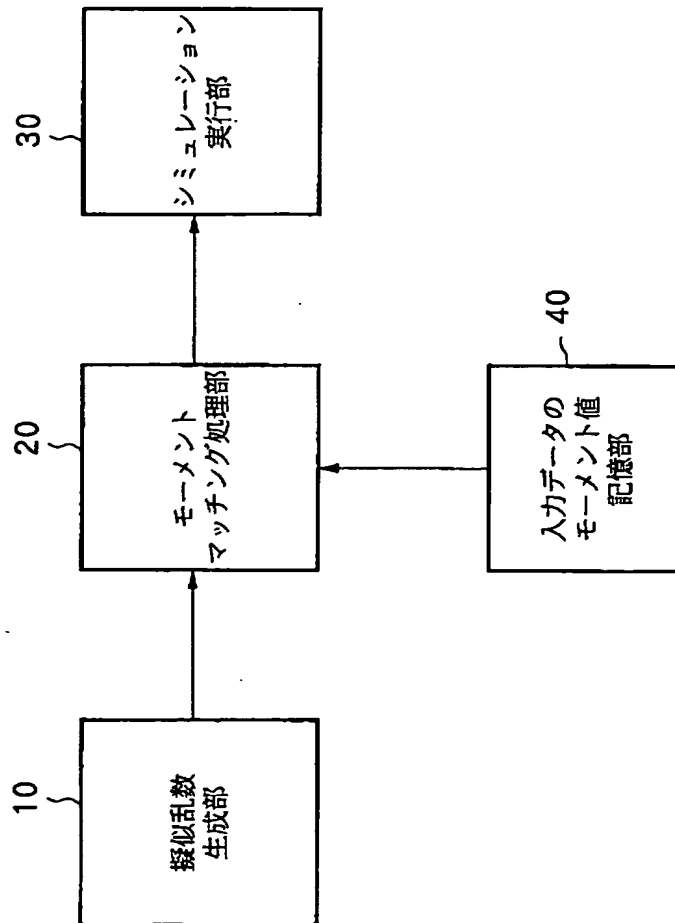 10
擬似乱数
生成部
20
モーメント
マッチング処理部
30
シミュレーション
実行部
40
入力データの
モーメント値
記憶部